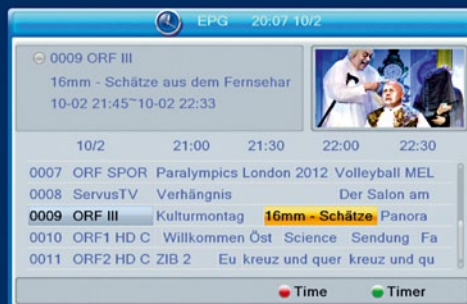 EPG 20:07 10/2
0009 ORF III
16mm - Schätze aus dem Fernsehar
10-02 21:45~10-02 22:33
10/2 21:00 21:30 22:00 22:30
0007 ORF SPOR Paralympics London 2012 Volleyball MEL
0008 ServusTV Verhängnis Der Salon am
0009 ORF III Kulturmontag 16mm - Schätze Panora
0010 ORF1 HD C Willkommen Öst Science Sendung Fa
0011 ORF2 HD C ZIB 2 Eu kreuz und quer kreuz und qu
Time Timer